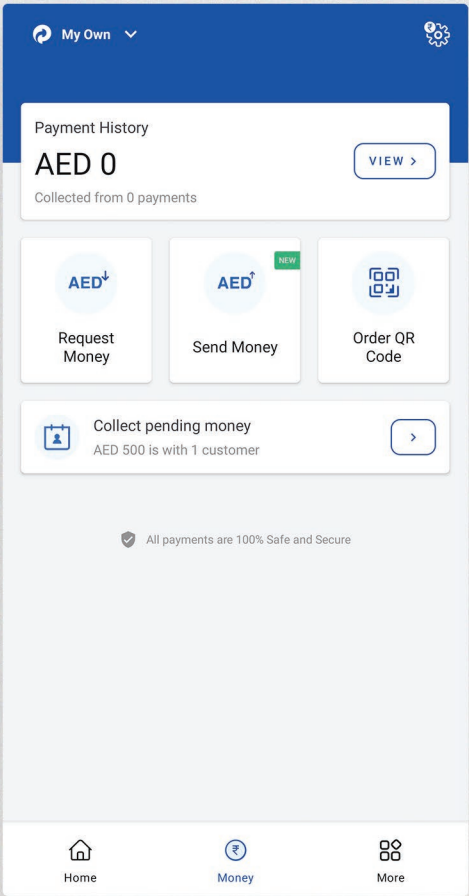 My Own
Payment History
AED 0
VIEW >
Collected from 0 payments
AED↓
Request
Money
NEW
AED↑
Send Money
Order QR
Code
Collect pending money
AED 500 is with 1 customer
>
All payments are 100% Safe and Secure
Home
₹
Money
More